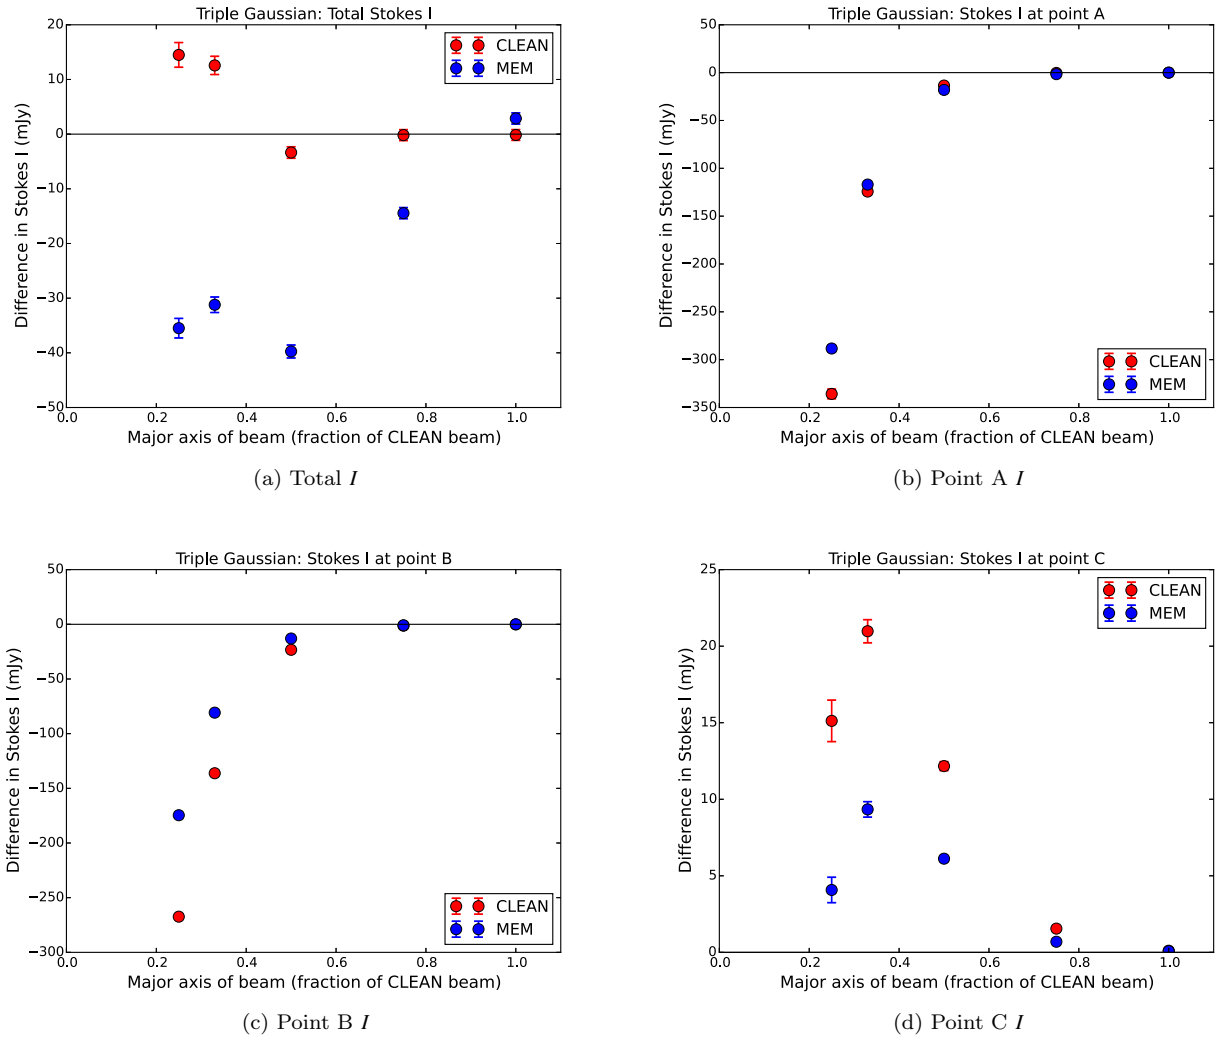 Triple Gaussian: Total Stokes I
20
10
0
−10
−20
−30
−40
−50
Difference in Stokes I (mJy)
CLEAN
MEM
0.0 0.2 0.4 0.6 0.8 1.0
Major axis of beam (fraction of CLEAN beam)
(a) Total I
Triple Gaussian: Stokes I at point A
50
0
−50
−100
−150
−200
−250
−300
−350
Difference in Stokes I (mJy)
CLEAN
MEM
0.0 0.2 0.4 0.6 0.8 1.0
Major axis of beam (fraction of CLEAN beam)
(b) Point A I
Triple Gaussian: Stokes I at point B
50
0
−50
−100
−150
−200
−250
−300
Difference in Stokes I (mJy)
CLEAN
MEM
0.0 0.2 0.4 0.6 0.8 1.0
Major axis of beam (fraction of CLEAN beam)
(c) Point B I
Triple Gaussian: Stokes I at point C
25
20
15
10
5
0
Difference in Stokes I (mJy)
CLEAN
MEM
0.0 0.2 0.4 0.6 0.8 1.0
Major axis of beam (fraction of CLEAN beam)
(d) Point C I